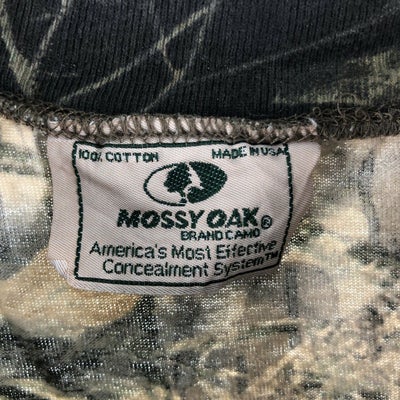 100% COTTON MADE IN USA
MOSSY OAK®
BRAND CAMO
America's Most Effective
Concealment System™